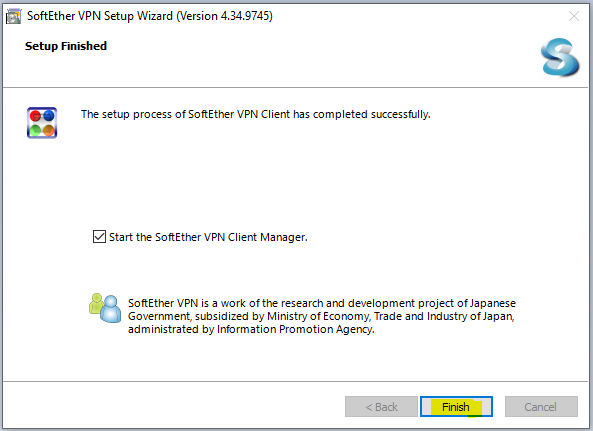 SoftEther VPN Setup Wizard (Version 4.34.9745)
Setup Finished
The setup process of SoftEther VPN Client has completed successfully.
Start the SoftEther VPN Client Manager.
SoftEther VPN is a work of the research and development project of Japanese
Government, subsidized by Ministry of Economy, Trade and Industry of Japan,
administrated by Information Promotion Agency.
< Back
Finish
Cancel